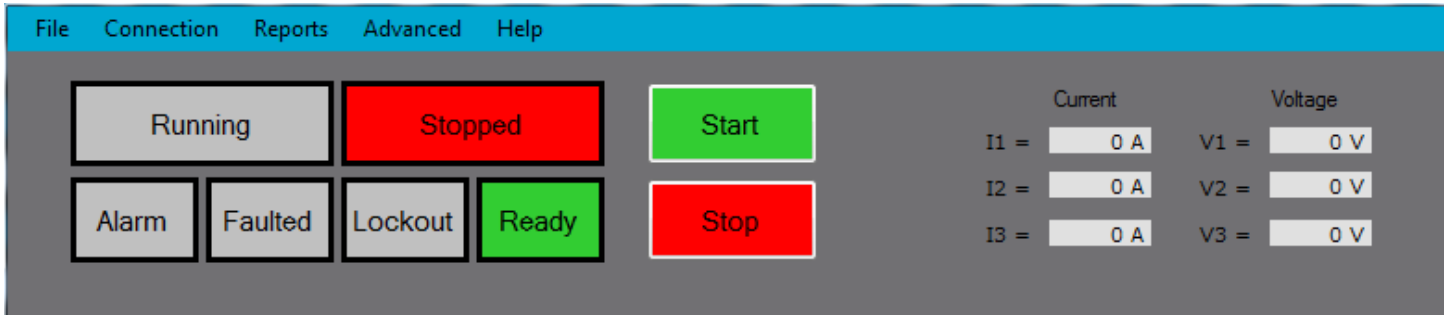 File Connection Reports Advanced Help
Running Stopped Start
Alarm Faulted Lockout Ready Stop
Current Voltage
I1 = 0 A V1 = 0 V
I2 = 0 A V2 = 0 V
I3 = 0 A V3 = 0 V